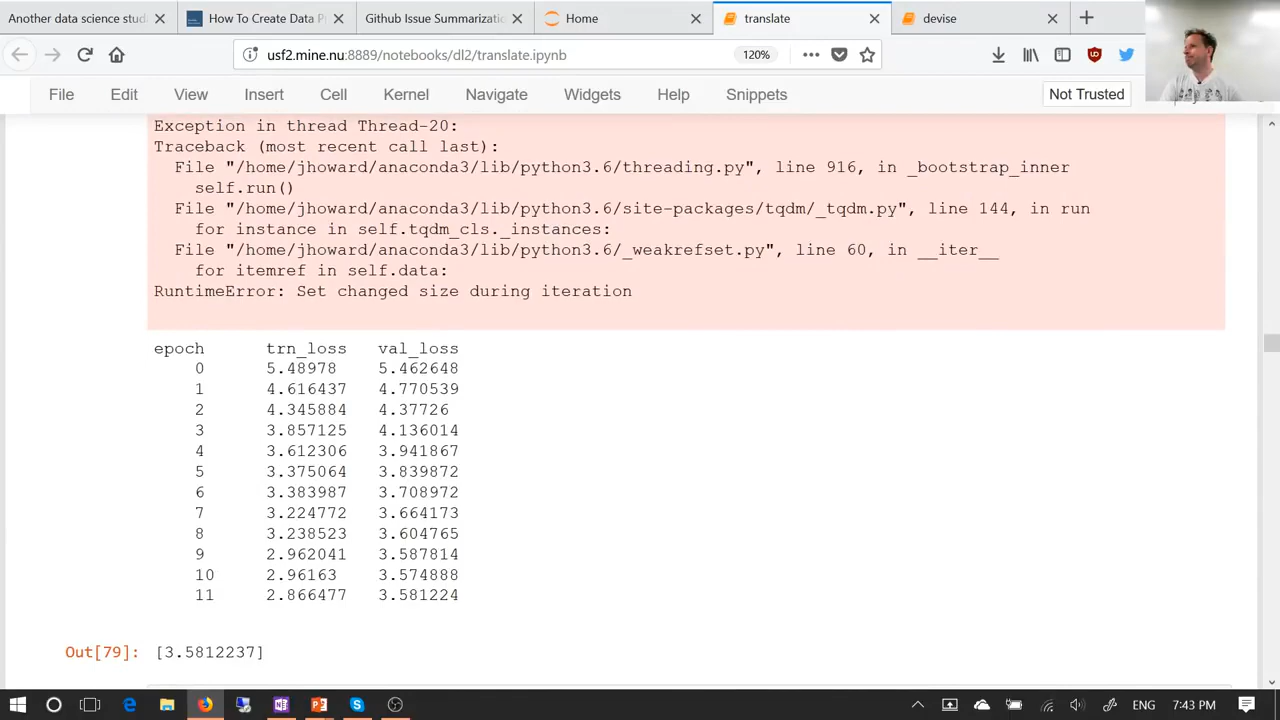 Another data science stud
How To Create Data P
Github Issue Summarizatio
Home
translate
devise
usf2.mine.nu:8889/notebooks/dl2/translate.ipynb
120%
File Edit View Insert Cell Kernel Navigate Widgets Help Snippets
Not Trusted
Exception in thread Thread-20:
Traceback (most recent call last):
File "/home/jhoward/anaconda3/lib/python3.6/threading.py", line 916, in _bootstrap_inner
self.run()
File "/home/jhoward/anaconda3/lib/python3.6/site-packages/tqdm/_tqdm.py", line 144, in run
for instance in self.tqdm_cls._instances:
File "/home/jhoward/anaconda3/lib/python3.6/_weakrefset.py", line 60, in __iter__
for itemref in self.data:
RuntimeError: Set changed size during iteration
epoch trn_loss val_loss
0 5.48978 5.462648
1 4.616437 4.770539
2 4.345884 4.37726
3 3.857125 4.136014
4 3.612306 3.941867
5 3.375064 3.839872
6 3.383987 3.708972
7 3.224772 3.664173
8 3.238523 3.604765
9 2.962041 3.587814
10 2.96163 3.574888
11 2.866477 3.581224
Out[79]: [3.5812237]
ENG
7:43 PM